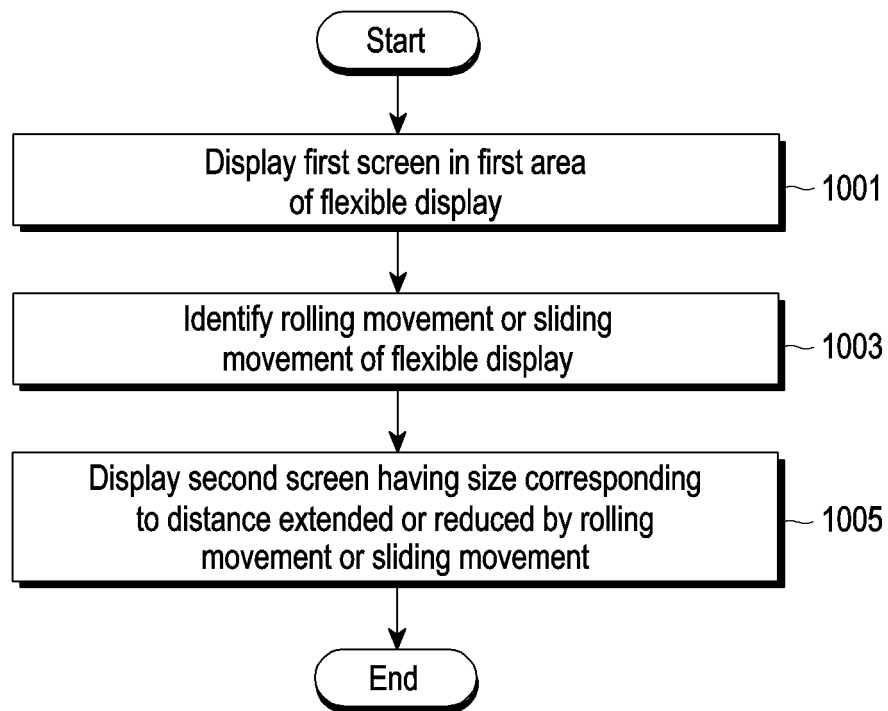 Start
Display first screen in first area
of flexible display
1001
Identify rolling movement or sliding
movement of flexible display
1003
Display second screen having size corresponding
to distance extended or reduced by rolling
movement or sliding movement
1005
End